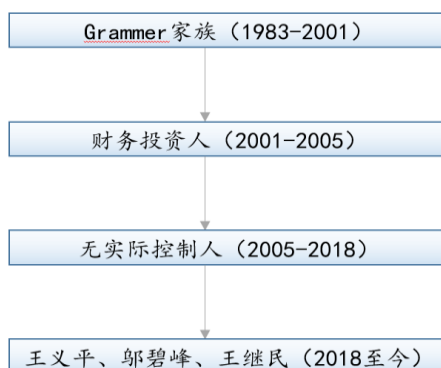 Grammer家族（1983-2001）
财务投资人（2001-2005）
无实际控制人（2005-2018）
王义平、邬碧峰、王继民（2018至今）